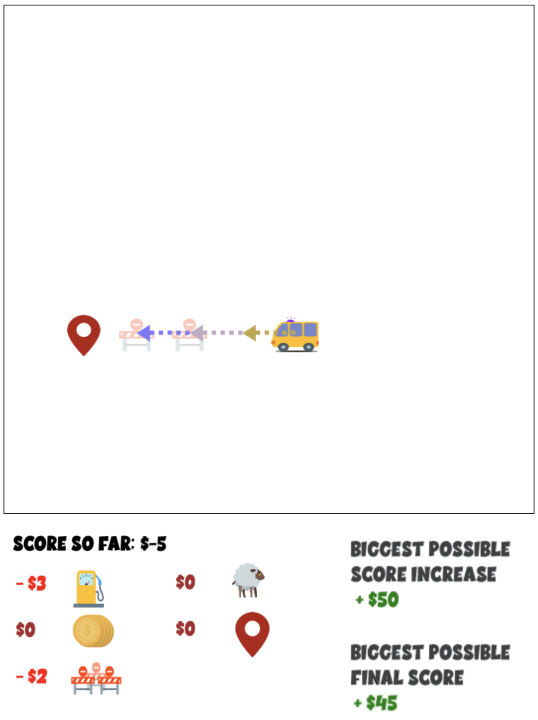 SCORE SO FAR: $-5
- $3
$0
$0
$0
- $2
BIGGEST POSSIBLE
SCORE INCREASE
+ $50
BIGGEST POSSIBLE
FINAL SCORE
+ $45